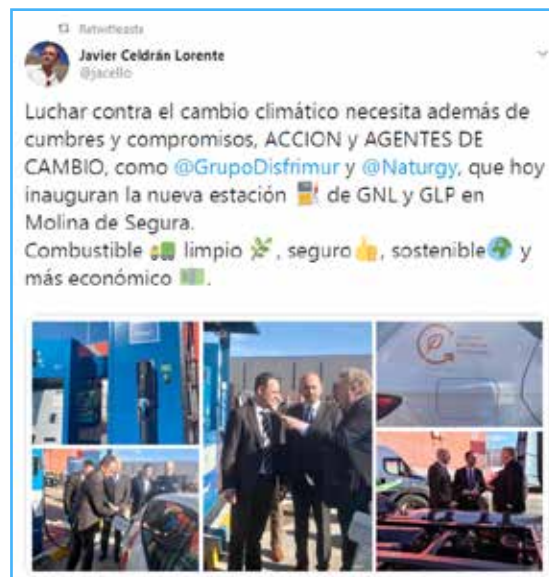 Retwitteado
Javier Celdrán Lorente
@jacello
Luchar contra el cambio climático necesita además de
cumbres y compromisos, ACCION y AGENTES DE
CAMBIO, como @GrupoDisfrimur y @Naturgy, que hoy
inauguran la nueva estación ⛽ de GNL y GLP en
Molina de Segura.
Combustible 🚛 limpio 🌿, seguro👍, sostenible🌍 y
más económico 💵.